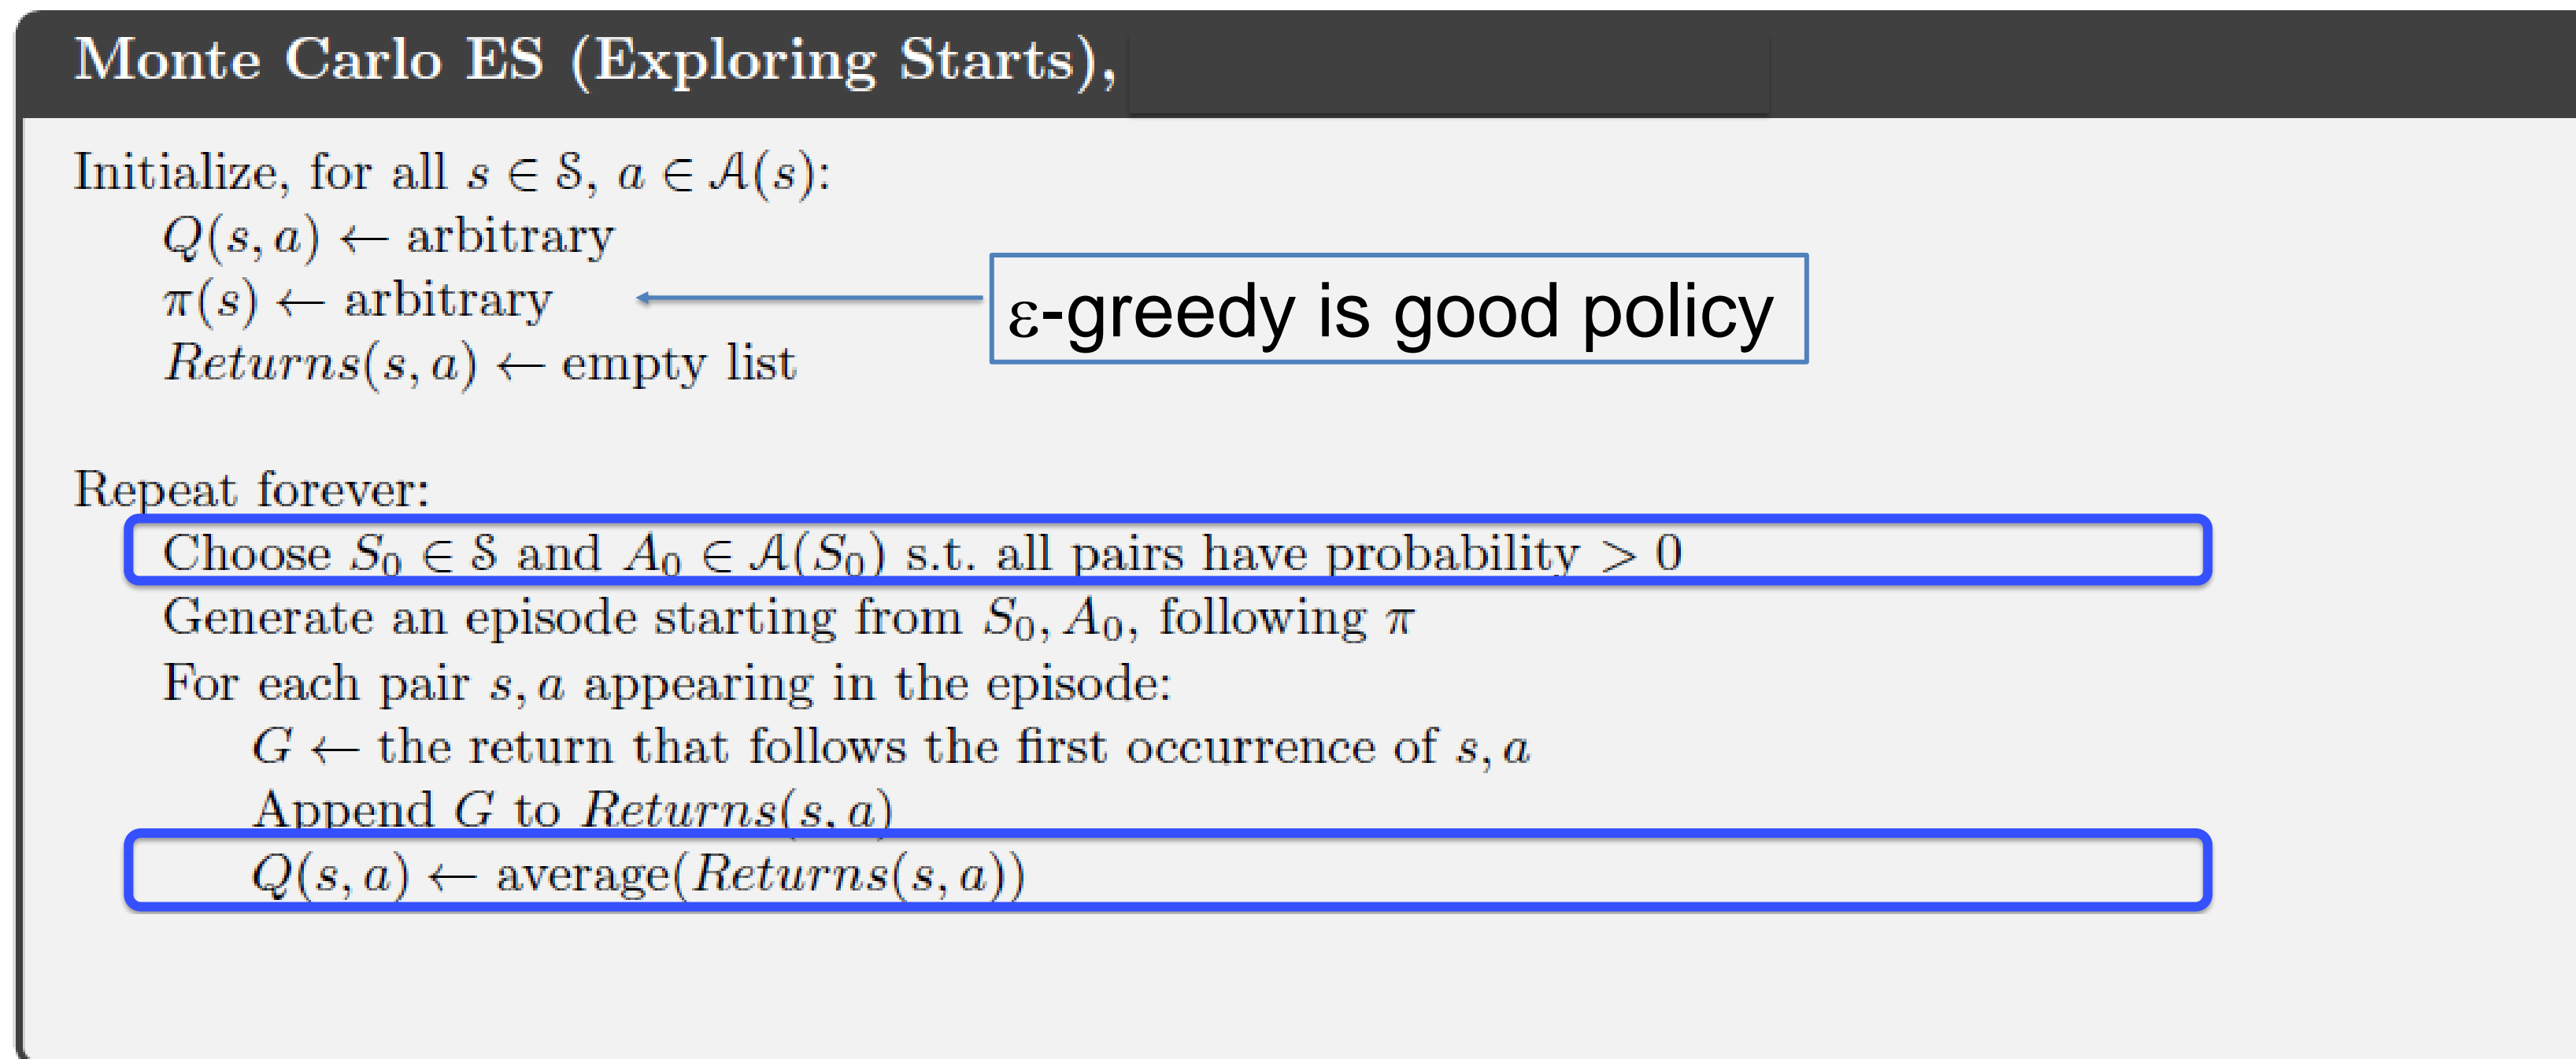 Monte Carlo ES (Exploring Starts),
Initialize, for all s ∈ 𝒮, a ∈ 𝒜(s):
Q(s, a) ← arbitrary
π(s) ← arbitrary
ε-greedy is good policy
Returns(s, a) ← empty list
Repeat forever:
Choose S₀ ∈ 𝒮 and A₀ ∈ 𝒜(S₀) s.t. all pairs have probability > 0
Generate an episode starting from S₀, A₀, following π
For each pair s, a appearing in the episode:
G ← the return that follows the first occurrence of s, a
Append G to Returns(s, a)
Q(s, a) ← average(Returns(s, a))